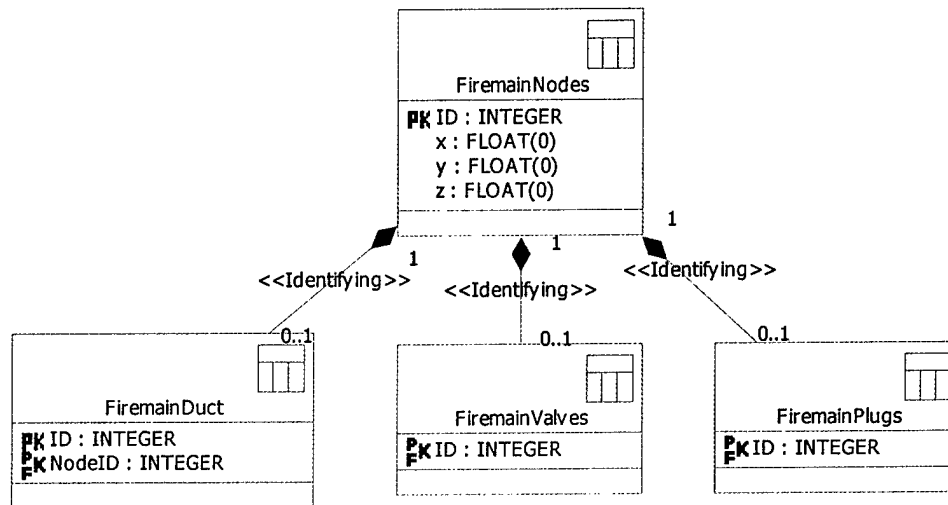 FiremainNodes
PK ID : INTEGER
x : FLOAT(0)
y : FLOAT(0)
z : FLOAT(0)
1
1
1
<<Identifying>>
<<Identifying>>
<<Identifying>>
0..1
0..1
0..1
FiremainDuct
PK ID : INTEGER
PFK NodeID : INTEGER
FiremainValves
PFK ID : INTEGER
FiremainPlugs
PFK ID : INTEGER